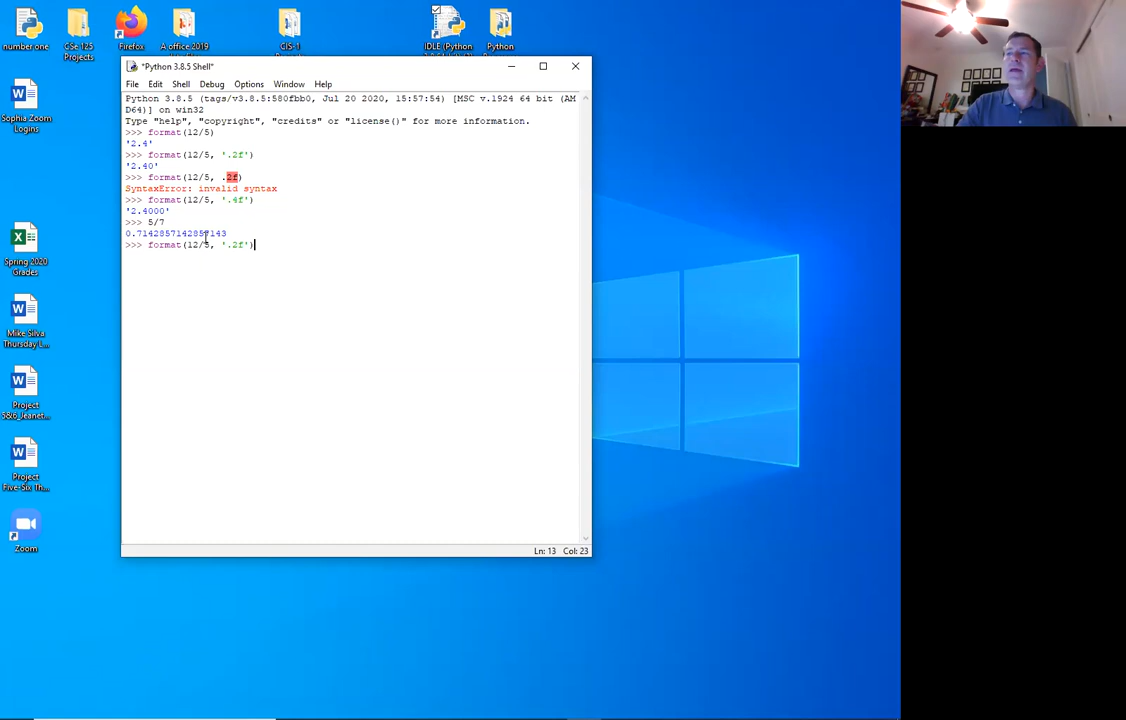 number.one
CSe 125
Projects
Firefox
A office 2019
CIS-1
IDLE (Python
Python
*Python 3.8.5 Shell*
File Edit Shell Debug Options Window Help
Python 3.8.5 (tags/v3.8.5:580fbb0, Jul 20 2020, 15:57:54) [MSC v.1924 64 bit (AM
D64)] on win32
Type "help", "copyright", "credits" or "license()" for more information.
>>> format(12/5)
'2.4'
>>> format(12/5, '.2f')
'2.40'
>>> format(12/5, .2f)
SyntaxError: invalid syntax
>>> format(12/5, '.4f')
'2.4000'
>>> 5/7
0.7142857142857143
>>> format(12/5, '.2f')
Ln: 13 Col: 23
Sophia Zoom
Logins
Spring 2020
Grades
Mike Sliva
Thursday L...
Project
5&6_Jeanet...
Project
Five-Six Th...
Zoom